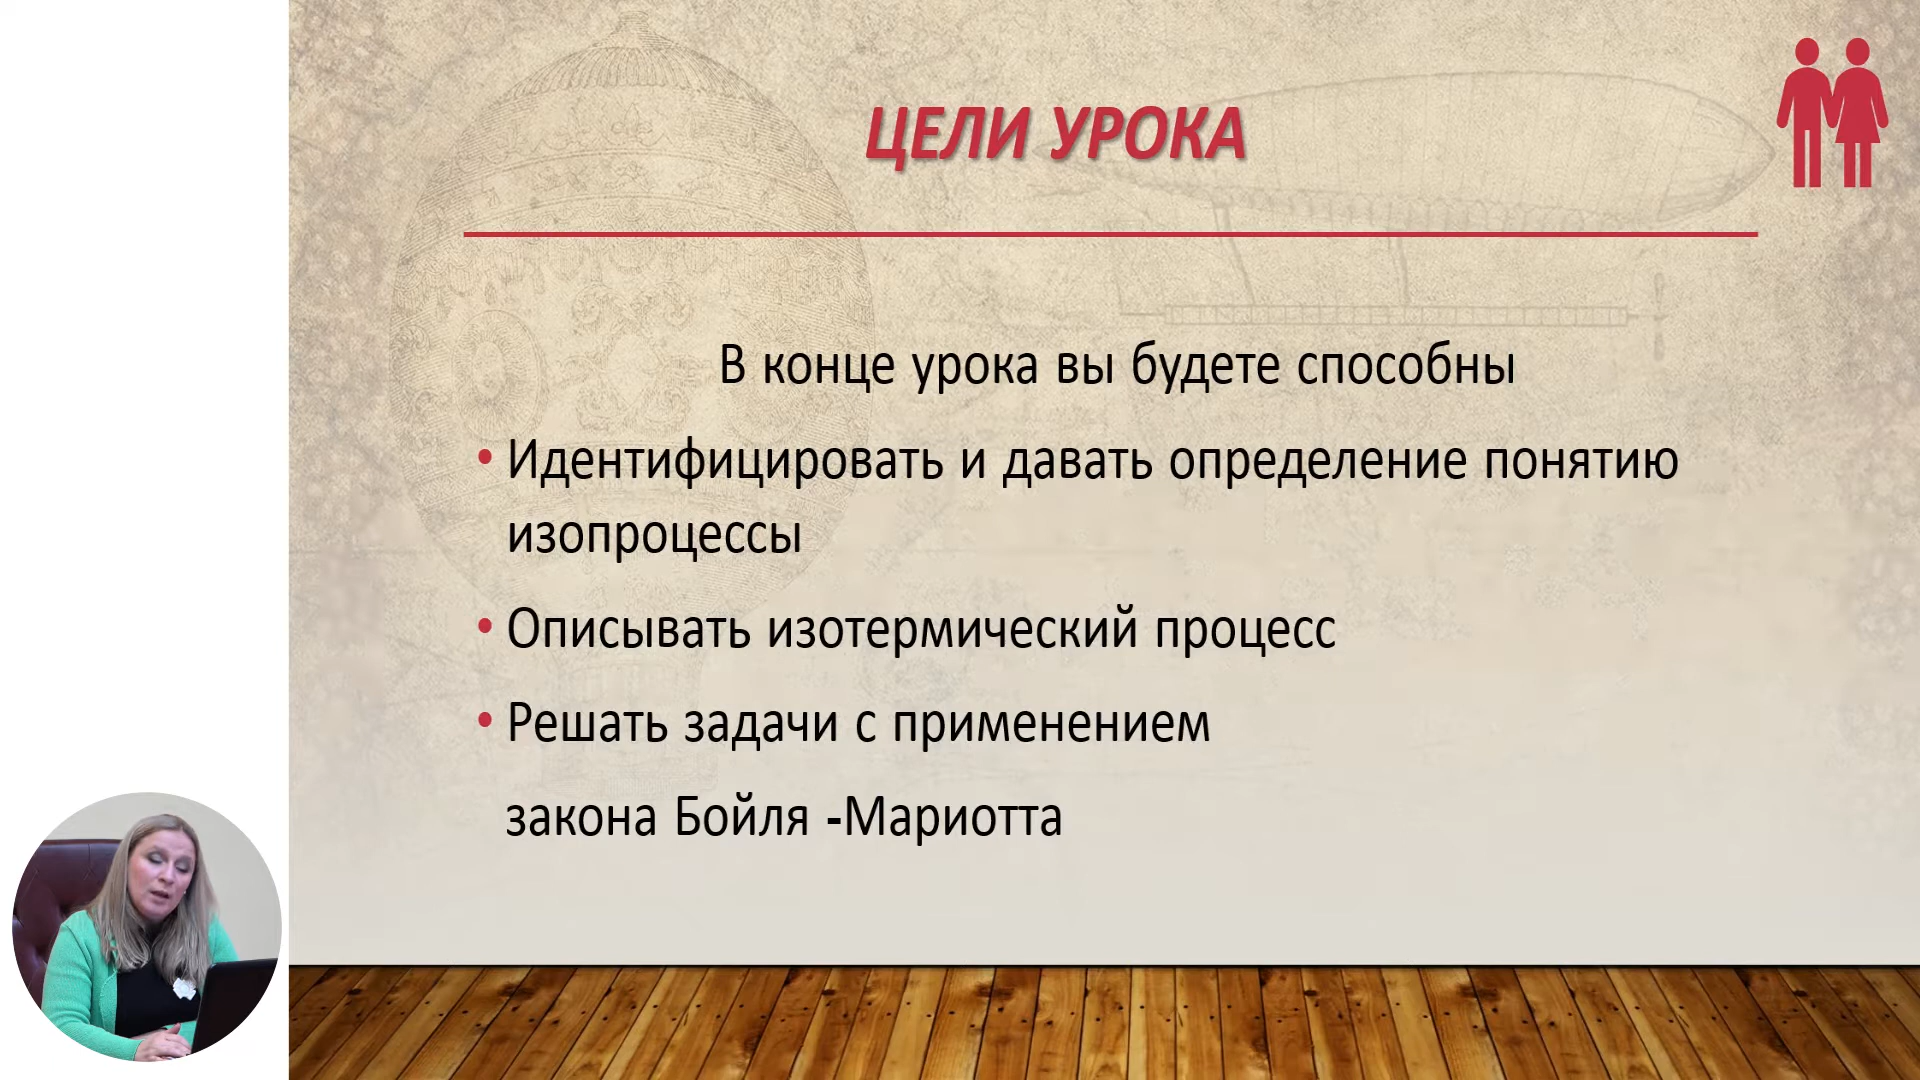 ЦЕЛИ УРОКА
В конце урока вы будете способны
• Идентифицировать и давать определение понятию
изопроцессы
• Описывать изотермический процесс
• Решать задачи с применением
закона Бойля -Мариотта